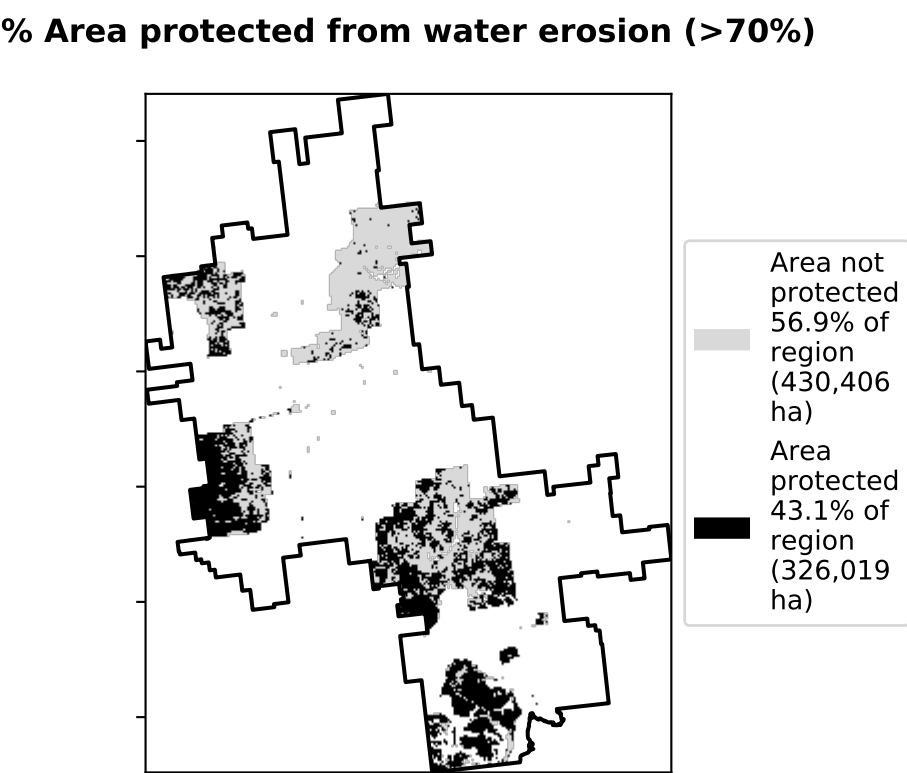 % Area protected from water erosion (>70%)
Area not
protected
56.9% of
region
(430,406
ha)
Area
protected
43.1% of
region
(326,019
ha)